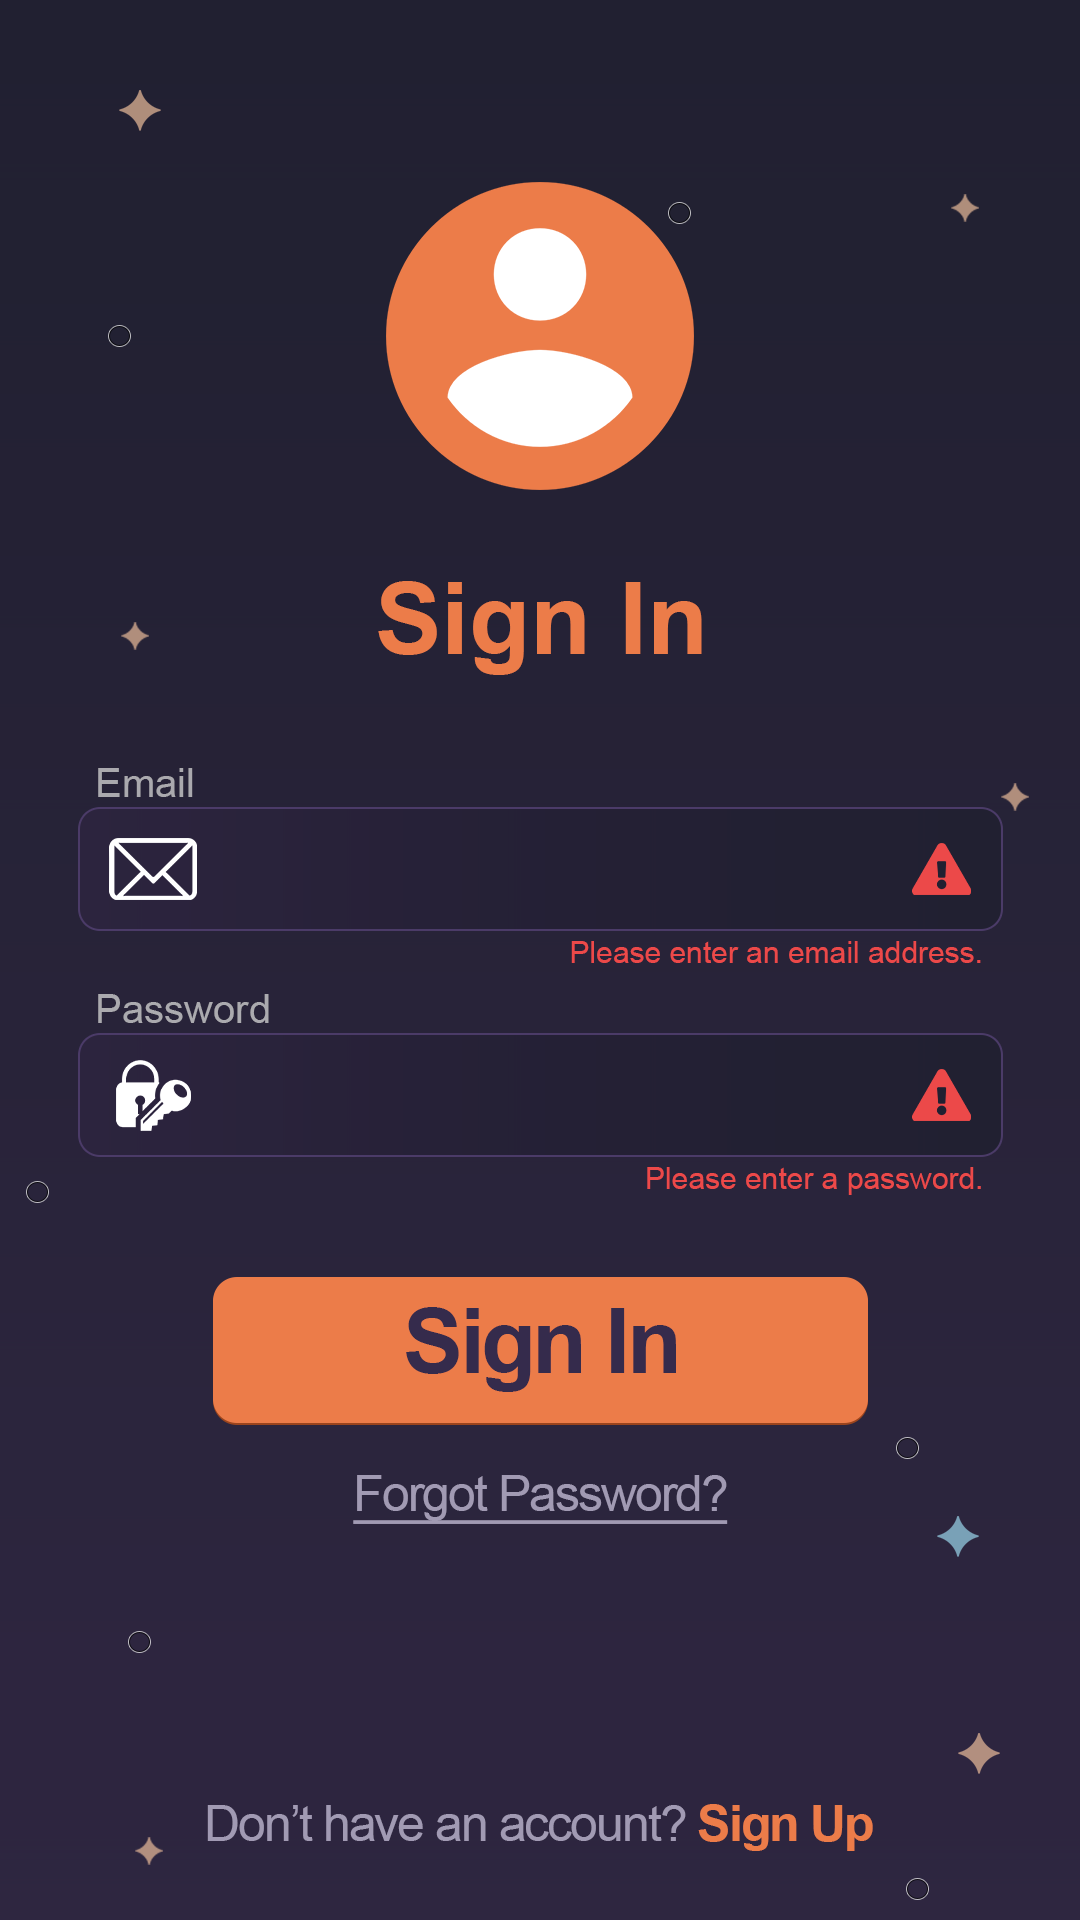 Sign In
Email
Please enter an email address.
Password
Please enter a password.
Sign In
Forgot Password?
Don’t have an account? Sign Up